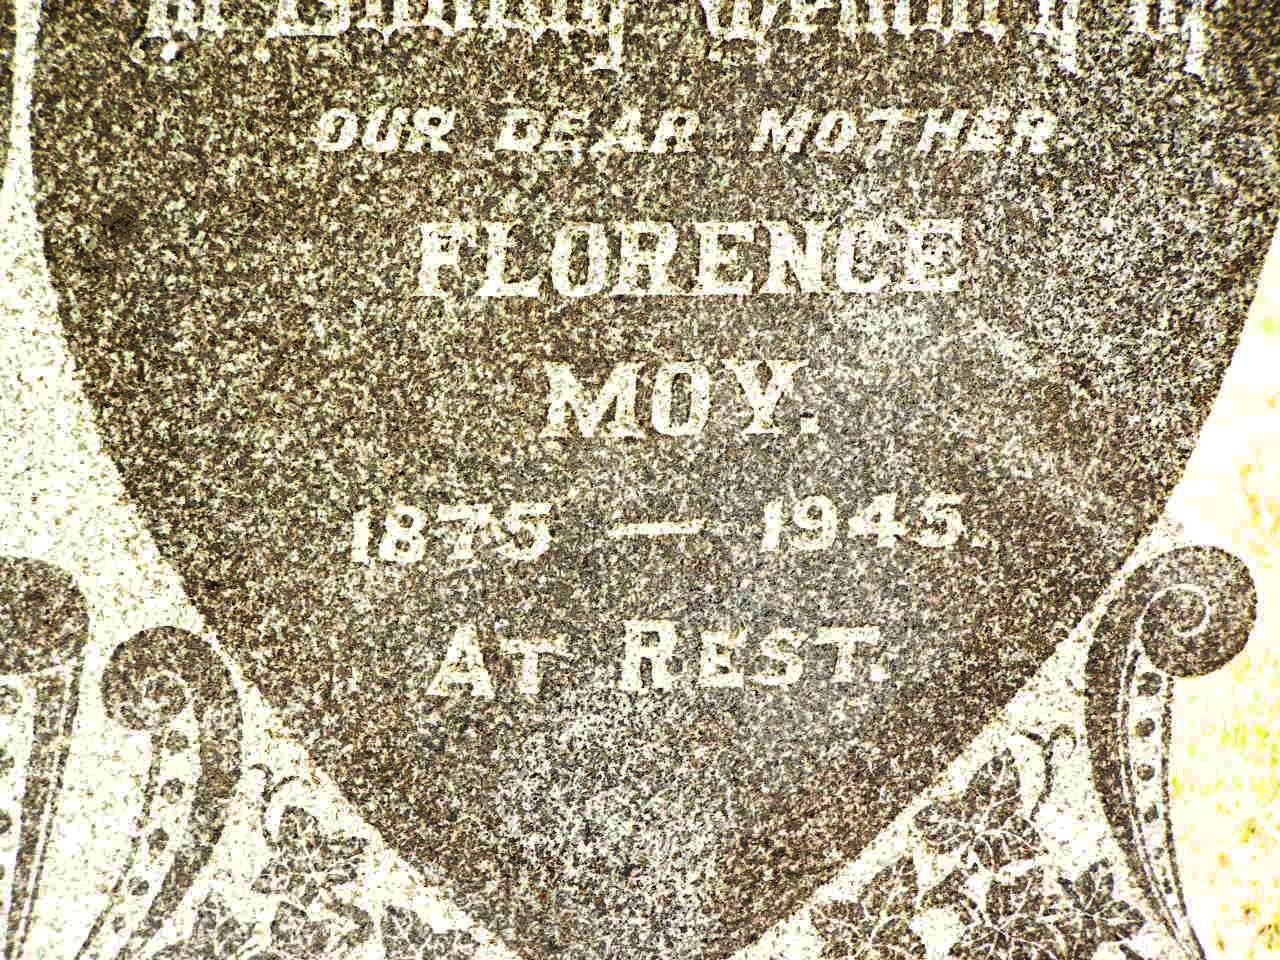 OUR DEAR MOTHER
FLORENCE
MOY.
1875 — 1945.
AT REST.